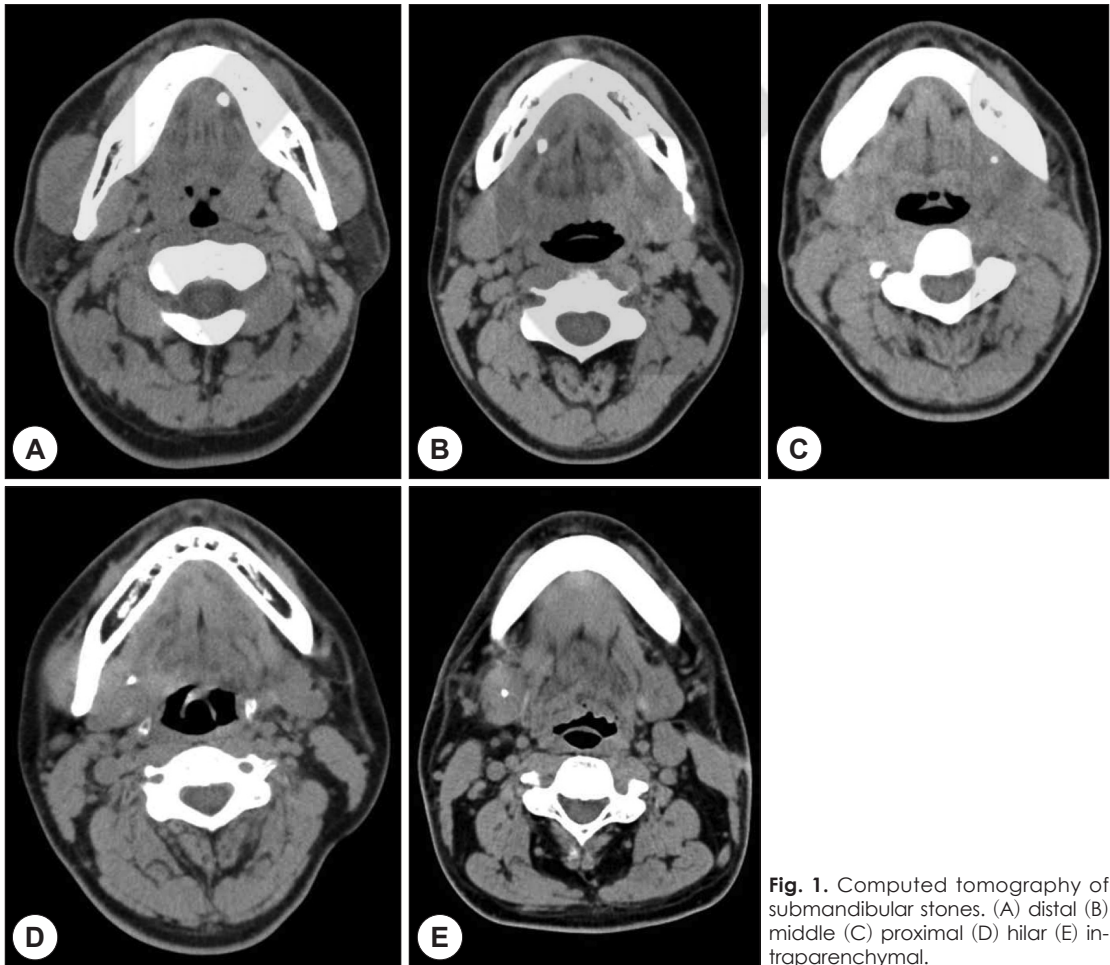 A
B
C
D
E
Fig. 1. Computed tomography of
submandibular stones. (A) distal (B)
middle (C) proximal (D) hilar (E) in-
traparenchymal.